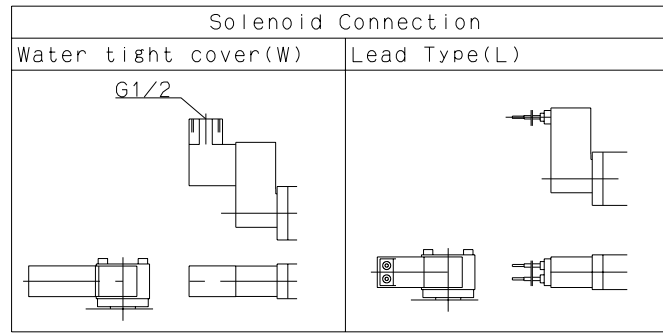 Solenoid Connection
Water tight cover(W)
Lead Type(L)
G1/2